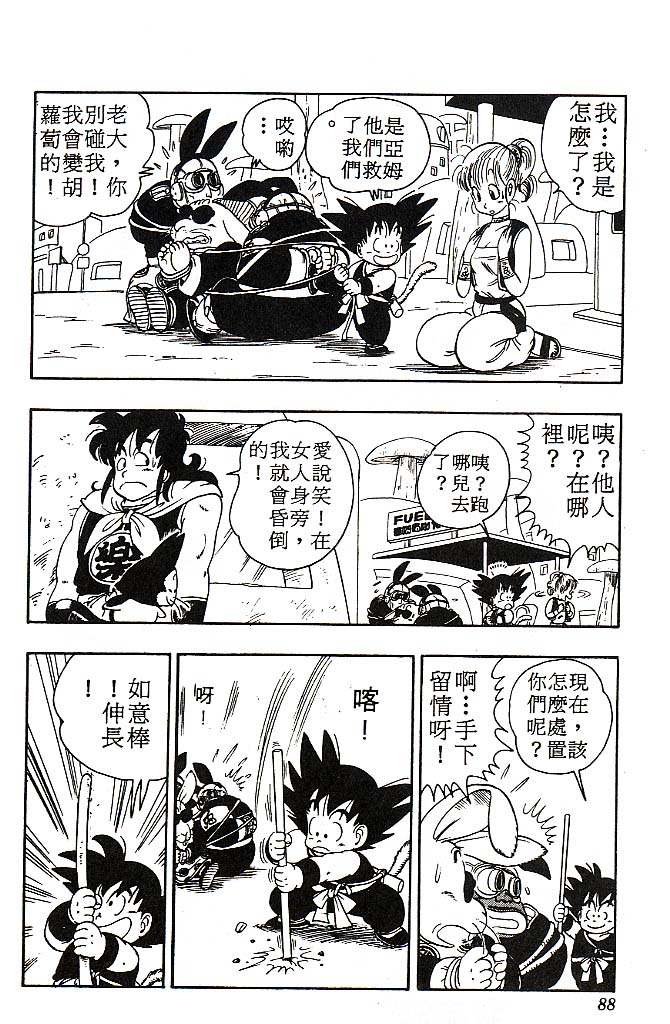 我…我是
怎麼了？
是亞姆
他們救
了我們
。
哎喲
…
老大，你
別碰我！
我會變胡
蘿蔔的！
咦？他人
呢？在哪
裡？
咦？跑
哪兒去
了？
FUEL
愛說笑！在
女人身旁，
我就會昏倒
的！
樂
現在，該
怎麼處置
你們呢？
啊…手下
留情呀！
喀！
呀！
如意棒
！伸長
！
88